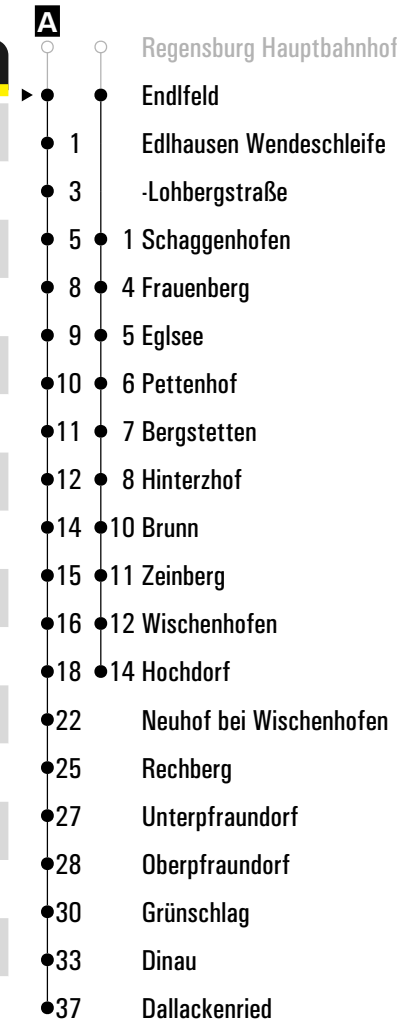 A
Regensburg Hauptbahnhof
Endlfeld
1 Edlhausen Wendeschleife
3 -Lohbergstraße
5 1 Schaggenhofen
8 4 Frauenberg
9 5 Eglsee
10 6 Pettenhof
11 7 Bergstetten
12 8 Hinterzhof
14 10 Brunn
15 11 Zeinberg
16 12 Wischenhofen
18 14 Hochdorf
22 Neuhof bei Wischenhofen
25 Rechberg
27 Unterpfraundorf
28 Oberpfraundorf
30 Grünschlag
33 Dinau
37 Dallackenried